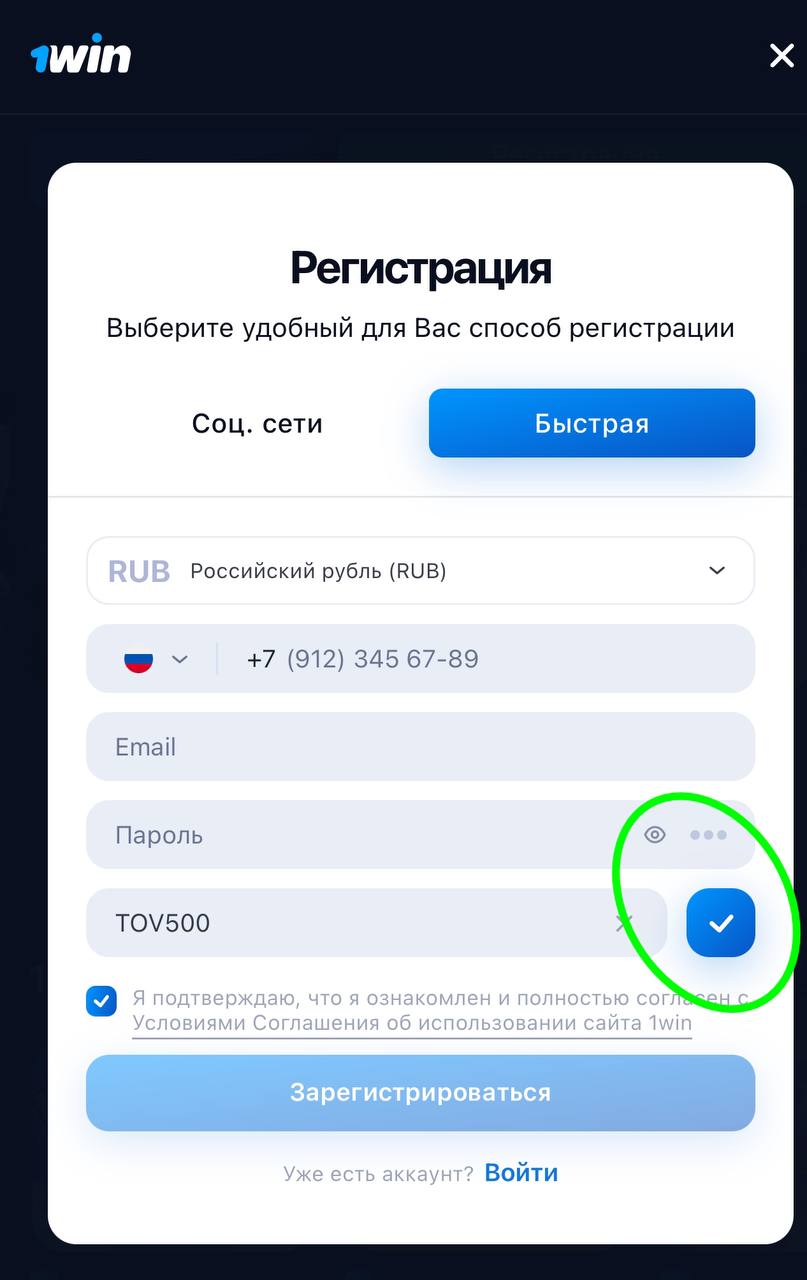 1win
Регистрация
Выберите удобный для Вас способ регистрации
Соц. сети
Быстрая
RUB Российский рубль (RUB)
+7 (912) 345 67-89
Email
Пароль
TOV500
Я подтверждаю, что я ознакомлен и полностью согласен с
Условиями Соглашения об использовании сайта 1win
Зарегистрироваться
Уже есть аккаунт? Войти